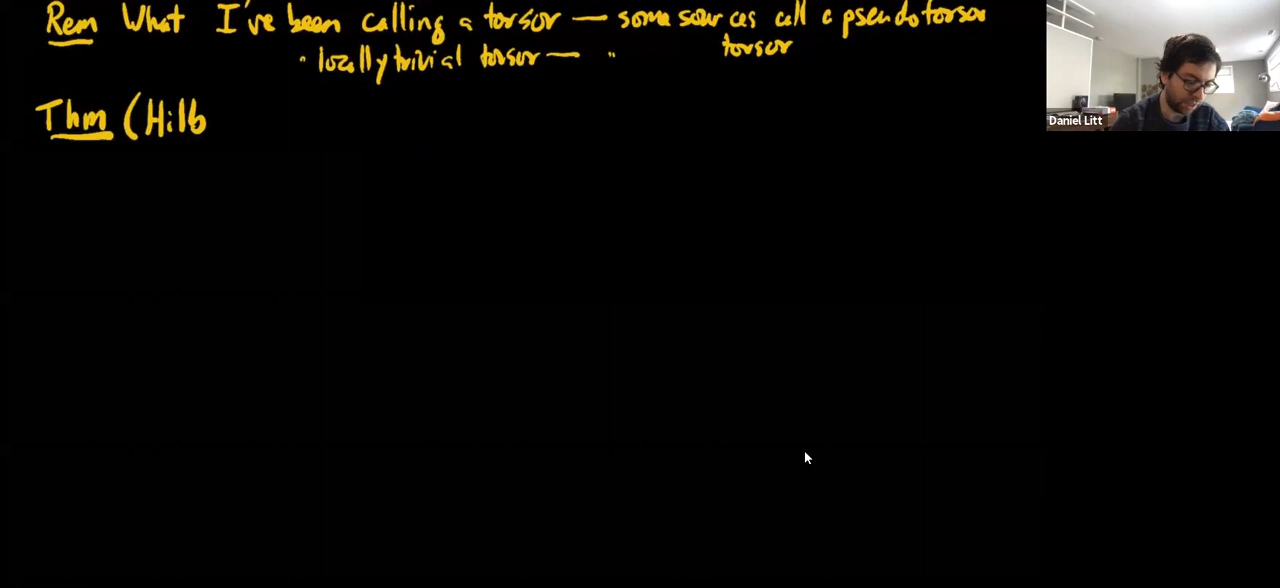 Rem What I've been calling a torsor — some sources call a pseudotorsor
· locally trivial torsor — " torsor
Thm (Hilb
Daniel Litt